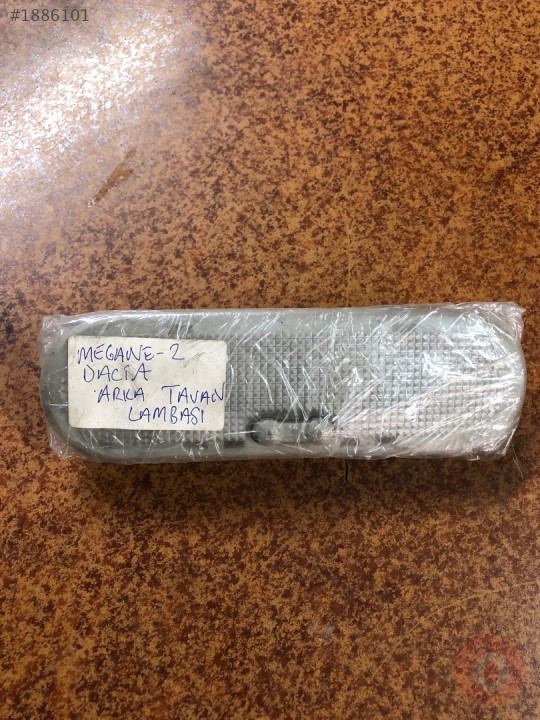 #1886101
MEGANE-2
DACIA
ARKA TAVAN
LAMBASI